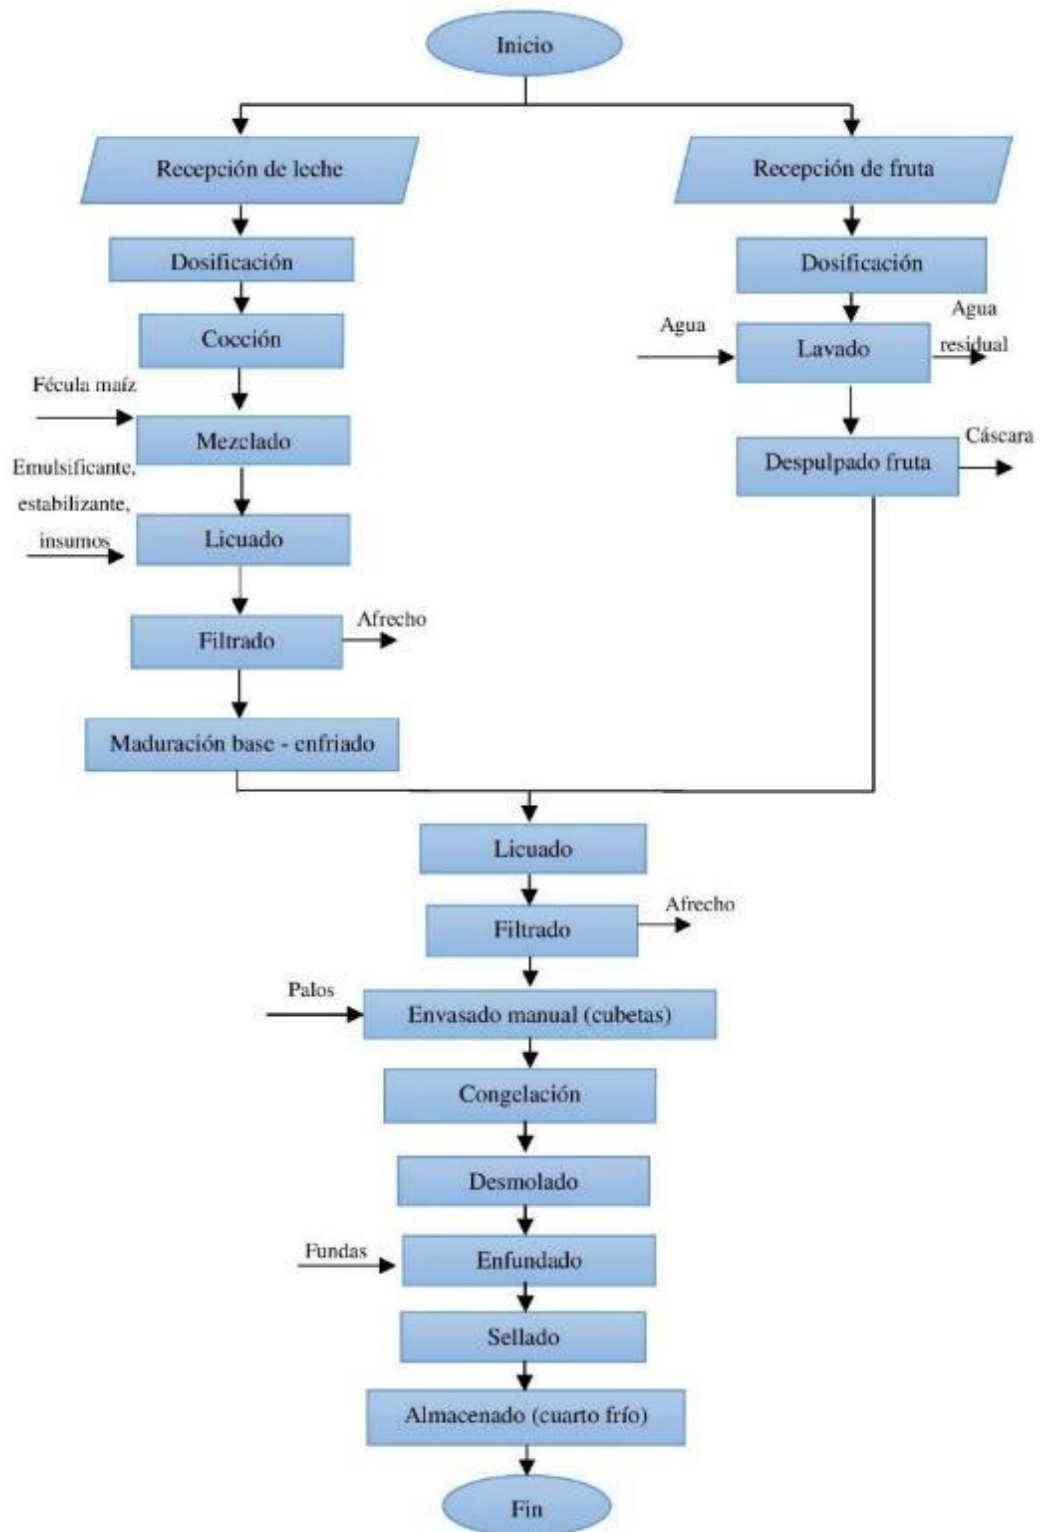 Inicio
Recepción de leche
Recepción de fruta
Dosificación
Dosificación
Cocción
Agua
Lavado
Agua
residual
Fécula maíz
Mezclado
Despulpado fruta
Cáscara
Emulsificante,
estabilizante,
insumos
Licuado
Filtrado
Afrecho
Maduración base - enfriado
Licuado
Filtrado
Afrecho
Palos
Envasado manual (cubetas)
Congelación
Desmolado
Fundas
Enfundado
Sellado
Almacenado (cuarto frío)
Fin